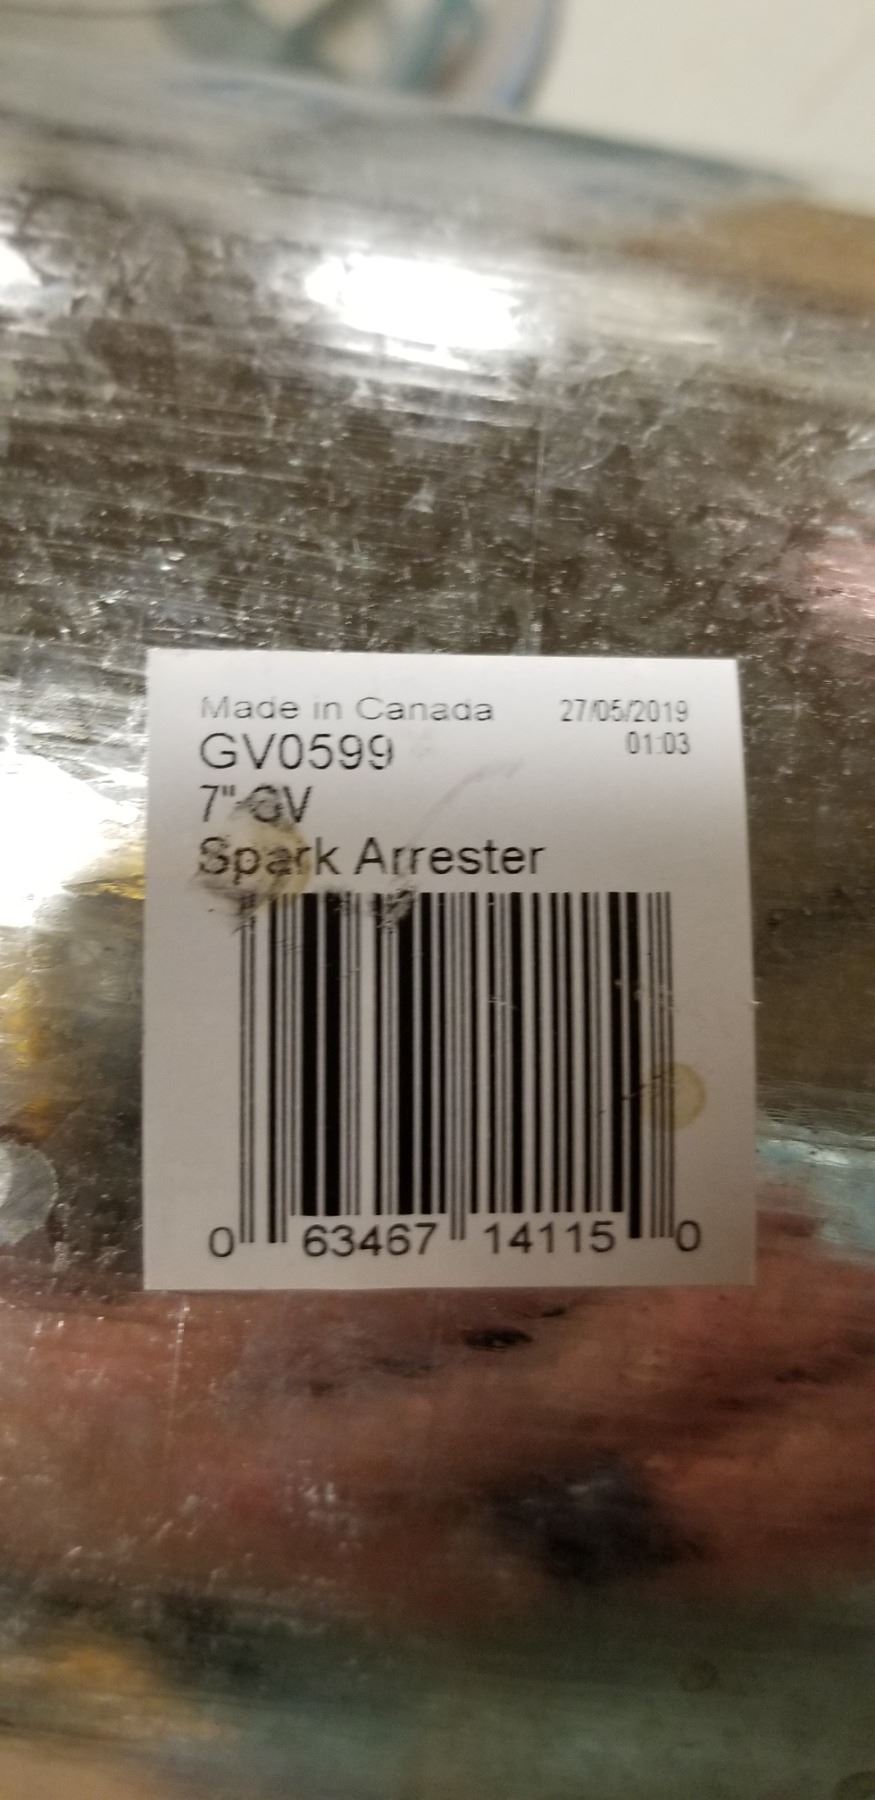 Made in Canada 27/05/2019
GV0599 01:03
7" GV
Spark Arrester
0 63467 14115 0